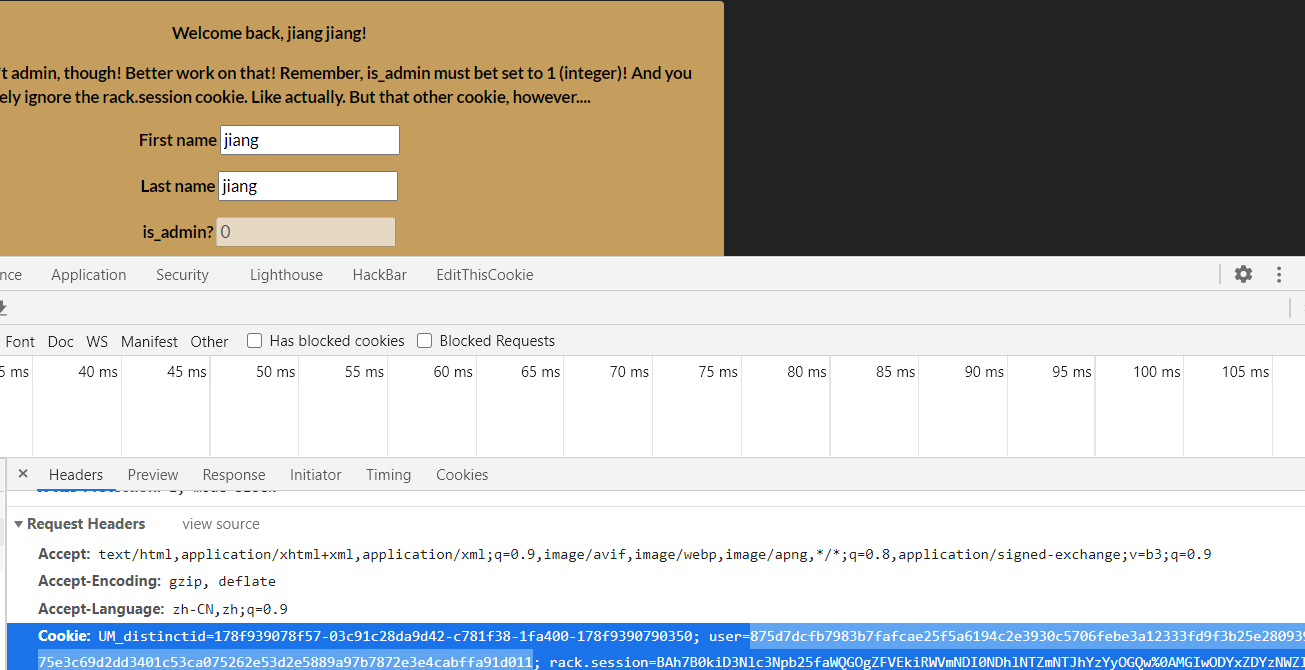 Welcome back, jiang jiang!
't admin, though! Better work on that! Remember, is_admin must bet set to 1 (integer)! And you
ely ignore the rack.session cookie. Like actually. But that other cookie, however....
First name jiang
Last name jiang
is_admin? 0
nce Application Security Lighthouse HackBar EditThisCookie
Font Doc WS Manifest Other Has blocked cookies Blocked Requests
5 ms 40 ms 45 ms 50 ms 55 ms 60 ms 65 ms 70 ms 75 ms 80 ms 85 ms 90 ms 95 ms 100 ms 105 ms
× Headers Preview Response Initiator Timing Cookies
Request Headers view source
Accept: text/html,application/xhtml+xml,application/xml;q=0.9,image/avif,image/webp,image/apng,*/*;q=0.8,application/signed-exchange;v=b3;q=0.9
Accept-Encoding: gzip, deflate
Accept-Language: zh-CN,zh;q=0.9
Cookie: UM_distinctid=178f939078f57-03c91c28da9d42-c781f38-1fa400-178f9390790350; user=875d7dcfb7983b7fafcae25f5a6194c2e3930c5706febe3a12333fd9f3b25e280939
75e3c69d2dd3401c53ca075262e53d2e5889a97b7872e3e4cabffa91d011; rack.session=BAh7B0kiD3Nlc3Npb25faWQGOgZFVEkiRWVmNDI0NDhlNTZmNTJhYzYyOGQw%0AMGIwODYxZDYzNWZl